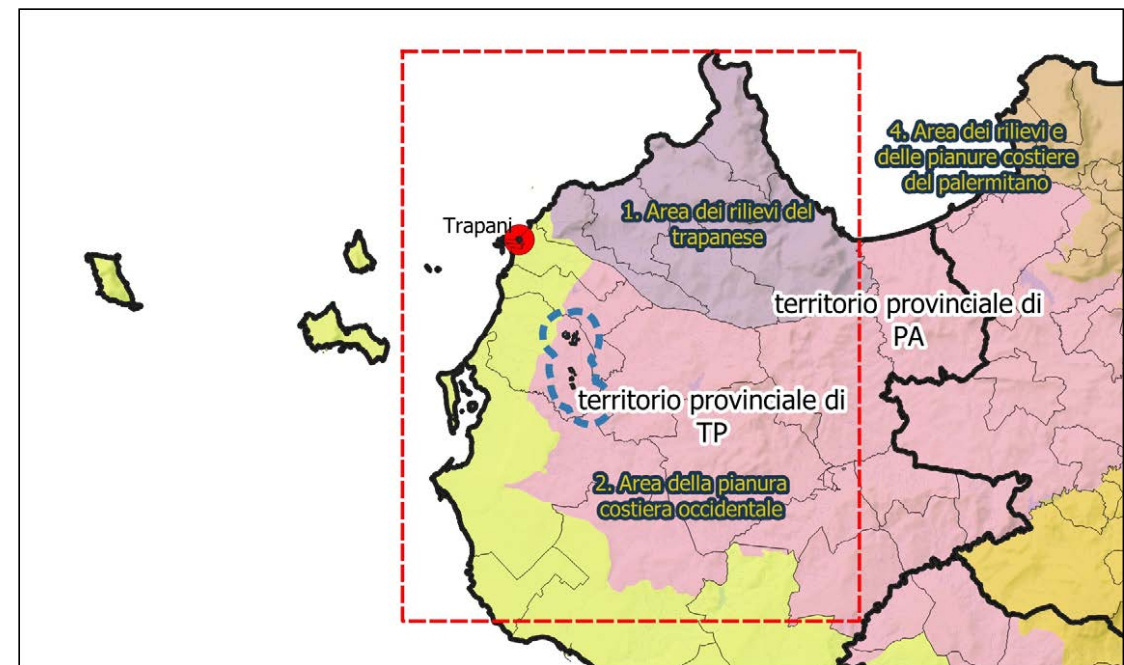 4. Area dei rilievi e
delle pianure costiere
del palermitano
Trapani
1. Area dei rilievi del
trapanese
territorio provinciale di
PA
territorio provinciale di
TP
2. Area della pianura
costiera occidentale